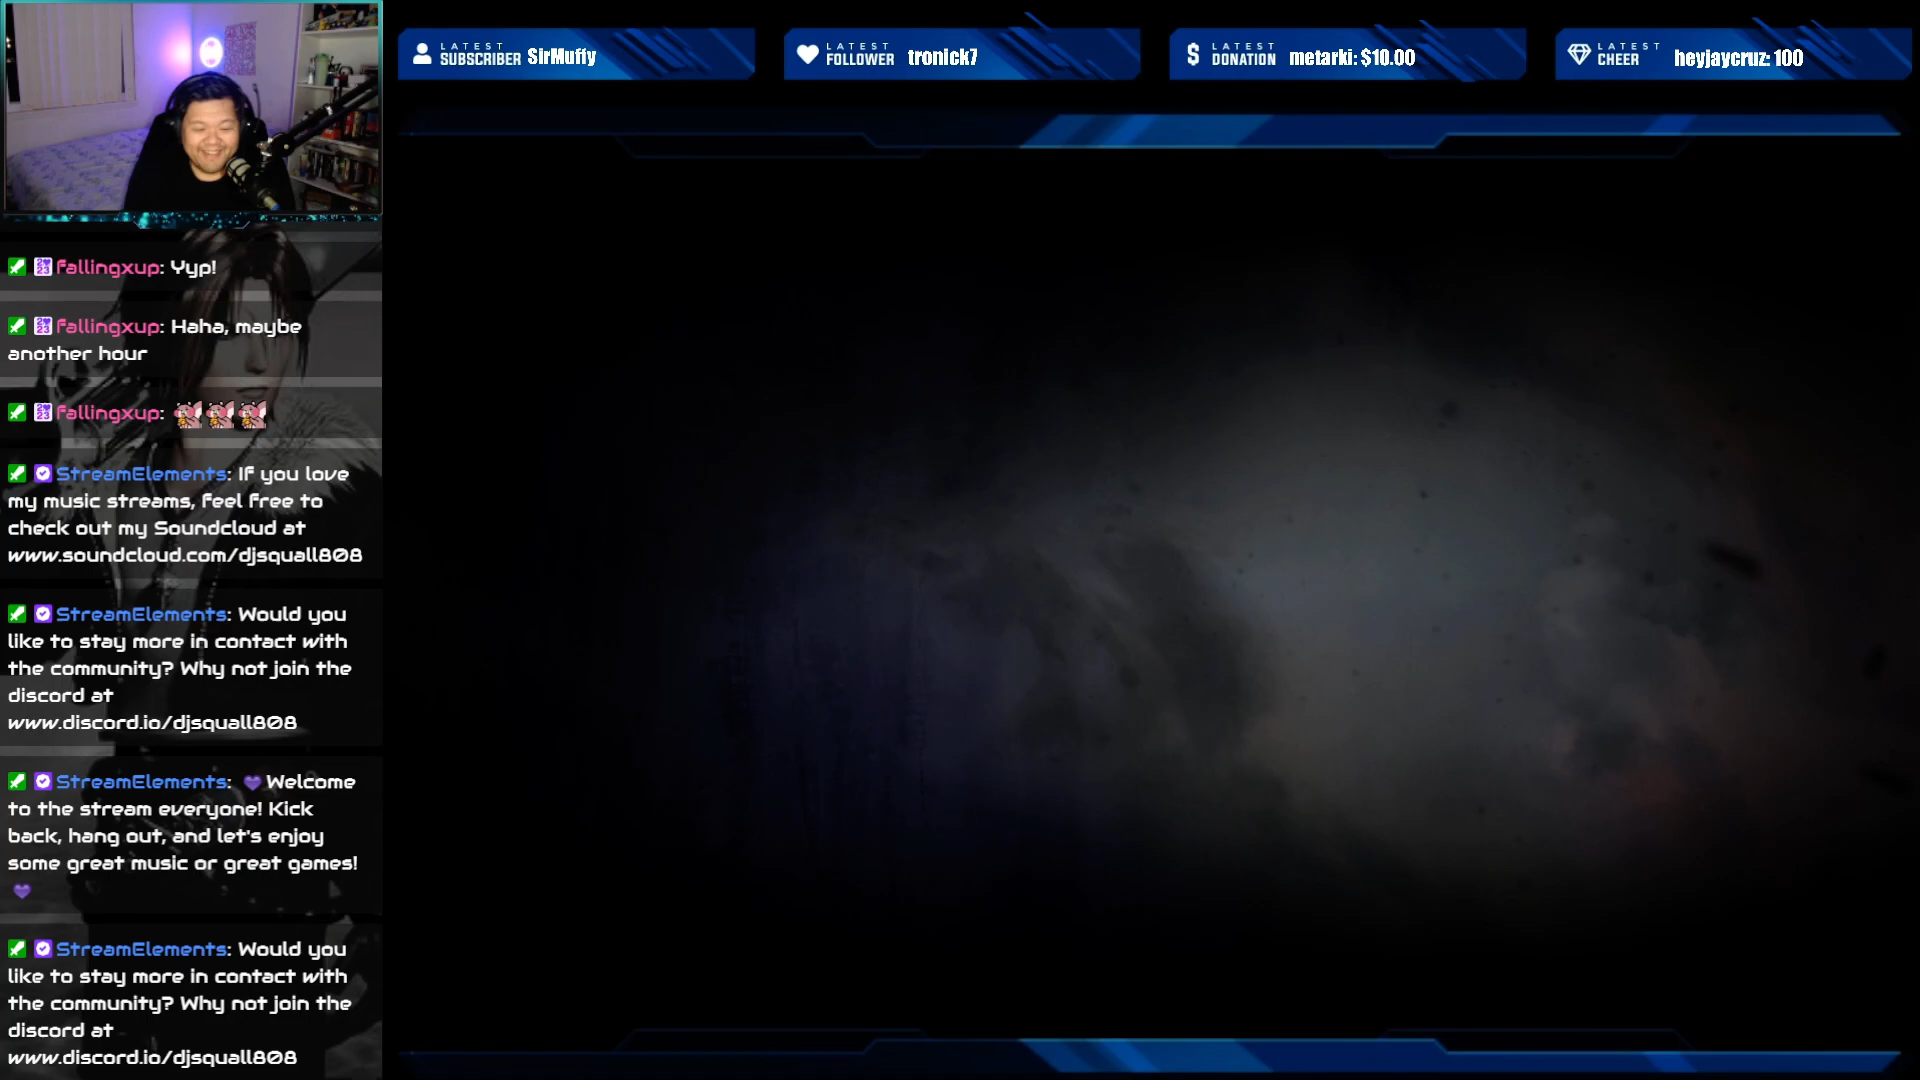 LATEST
SUBSCRIBER SirMuffy
LATEST
FOLLOWER tronick7
LATEST
DONATION metarki: $10.00
LATEST
CHEER heyjaycruz: 100
fallingxup: Yyp!
fallingxup: Haha, maybe
another hour
fallingxup:
StreamElements: If you love
my music streams, feel free to
check out my Soundcloud at
www.soundcloud.com/djsquall808
StreamElements: Would you
like to stay more in contact with
the community? Why not join the
discord at
www.discord.io/djsquall808
StreamElements: 💜Welcome
to the stream everyone! Kick
back, hang out, and let's enjoy
some great music or great games!
💜
StreamElements: Would you
like to stay more in contact with
the community? Why not join the
discord at
www.discord.io/djsquall808